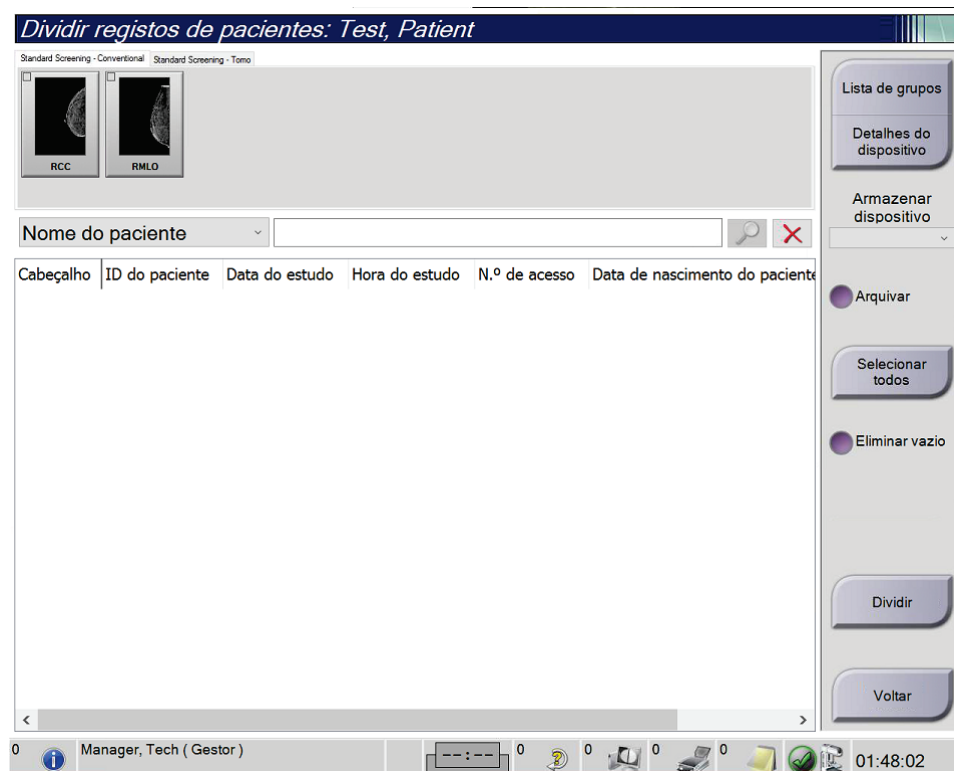 Dividir registos de pacientes: Test, Patient
Standard Screening - Conventional
Standard Screening - Tomo
RCC
RMLO
Nome do paciente
Cabeçalho
ID do paciente
Data do estudo
Hora do estudo
N.º de acesso
Data de nascimento do paciente
Lista de grupos
Detalhes do
dispositivo
Armazenar
dispositivo
Arquivar
Selecionar
todos
Eliminar vazio
Dividir
Voltar
0
Manager, Tech ( Gestor )
--:--
0
0
0
0
01:48:02